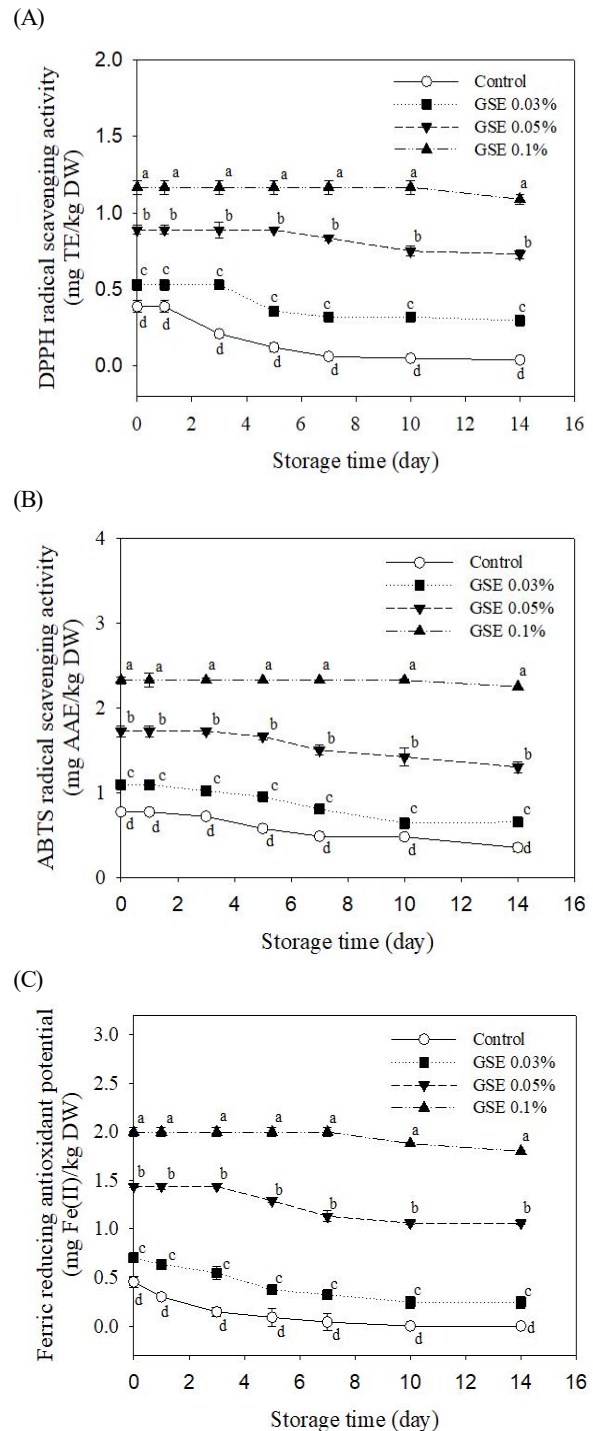 (A)
DPPH radical scavenging activity
(mg TE/kg DW)
2.0
1.5
1.0
0.5
0.0
Control
GSE 0.03%
GSE 0.05%
GSE 0.1%
a a a a a a a
b b b b b b b
c c c c c c c
d d d d d d d
0 2 4 6 8 10 12 14 16
Storage time (day)
(B)
ABTS radical scavenging activity
(mg AAE/kg DW)
4
3
2
1
0
Control
GSE 0.03%
GSE 0.05%
GSE 0.1%
a a a a a a a
b b b b b b b
c c c c c c c
d d d d d d d
0 2 4 6 8 10 12 14 16
Storage time (day)
(C)
Ferric reducing antioxidant potential
(mg Fe(II)/kg DW)
3.0
2.5
2.0
1.5
1.0
0.5
0.0
Control
GSE 0.03%
GSE 0.05%
GSE 0.1%
a a a a a a a
b b b b b b b
c c c c c c c
d d d d d d d
0 2 4 6 8 10 12 14 16
Storage time (day)